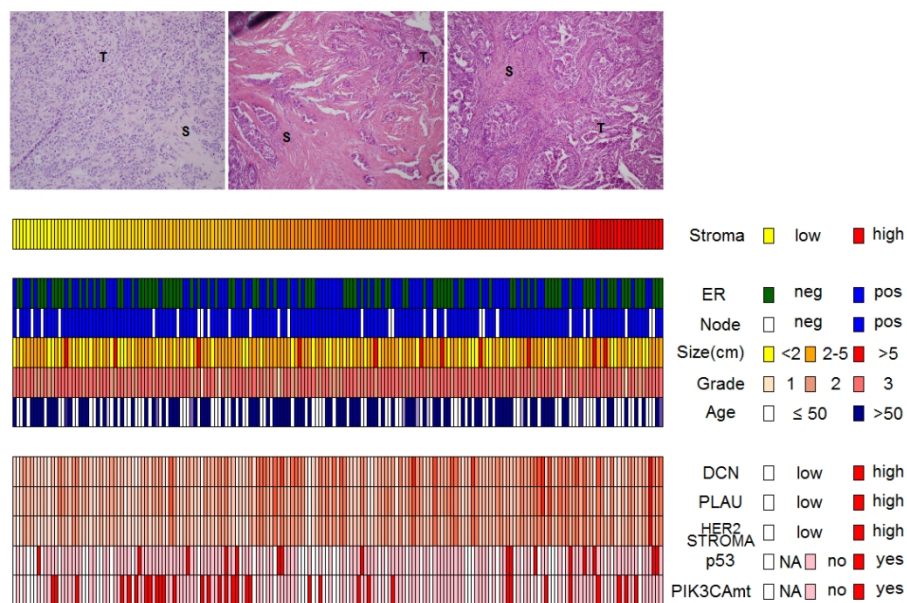 T
S
T
S
S
T
Stroma low high
ER neg pos
Node neg pos
Size(cm) <2 2-5 >5
Grade 1 2 3
Age ≤ 50 >50
DCN low high
PLAU low high
HER2
STROMA low high
p53 NA no yes
PIK3CAmt NA no yes